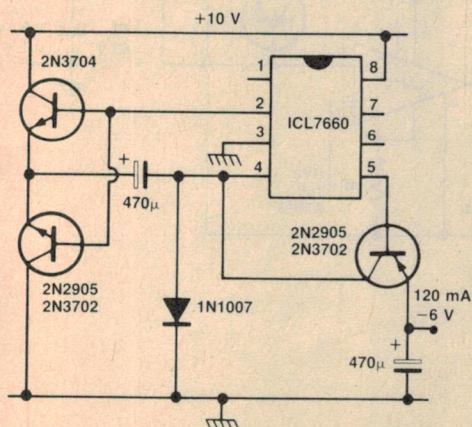 +10 V
2N3704
1
2
3
4
8
7
6
5
ICL7660
+
470μ
2N2905
2N3702
2N2905
2N3702
1N1007
120 mA
−6 V
+
470μ